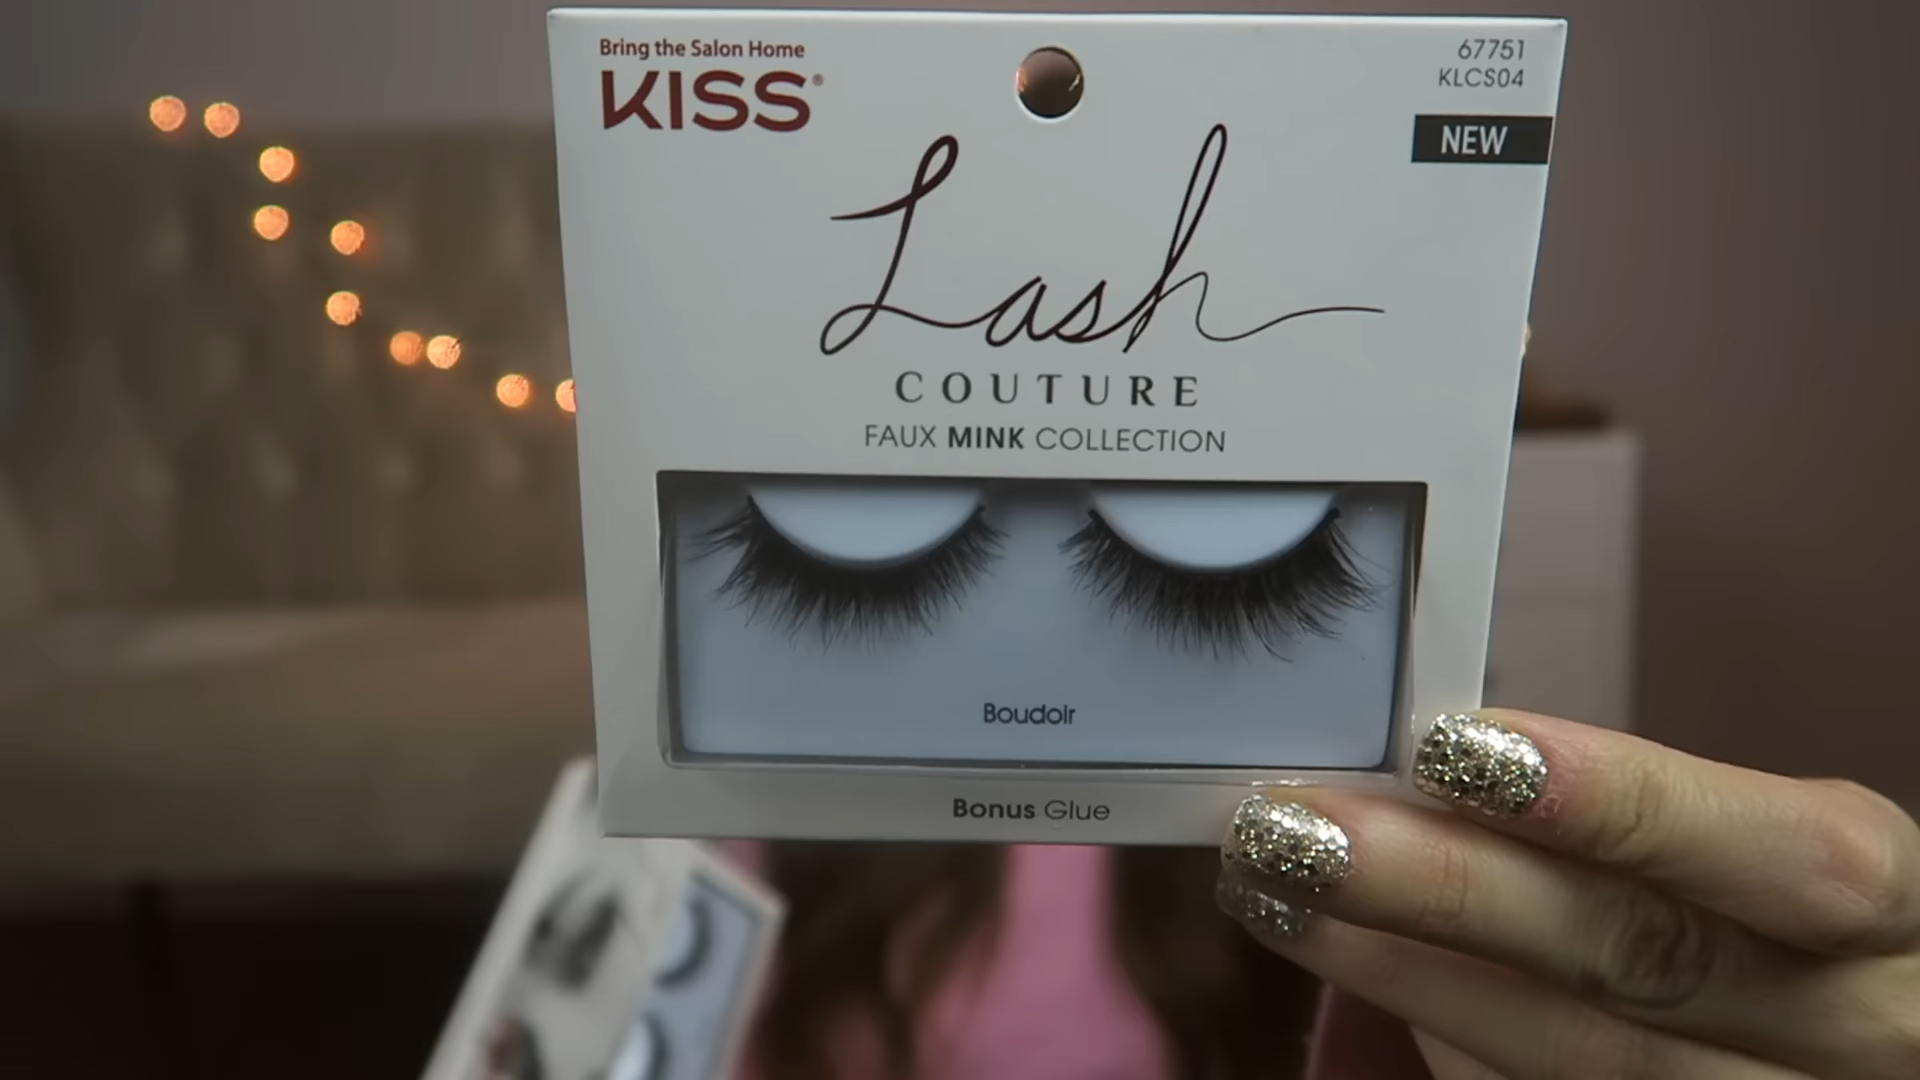 Bring the Salon Home
KISS®
67751
KLCS04
NEW
Lash
COUTURE
FAUX MINK COLLECTION
Boudoir
Bonus Glue